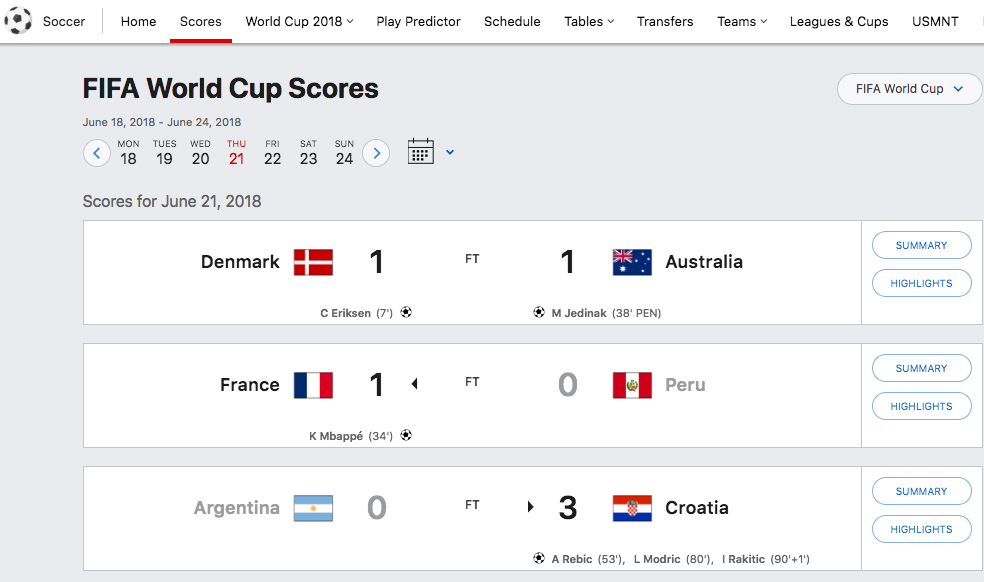 Soccer Home Scores World Cup 2018 Play Predictor Schedule Tables Transfers Teams Leagues & Cups USMNT
FIFA World Cup Scores
FIFA World Cup
June 18, 2018 - June 24, 2018
MON TUES WED THU FRI SAT SUN
18 19 20 21 22 23 24
Scores for June 21, 2018
Denmark 1 FT 1 Australia
SUMMARY
HIGHLIGHTS
C Eriksen (7') M Jedinak (38' PEN)
France 1 FT 0 Peru
SUMMARY
HIGHLIGHTS
K Mbappé (34')
Argentina 0 FT 3 Croatia
SUMMARY
HIGHLIGHTS
A Rebic (53'), L Modric (80'), I Rakitic (90'+1')